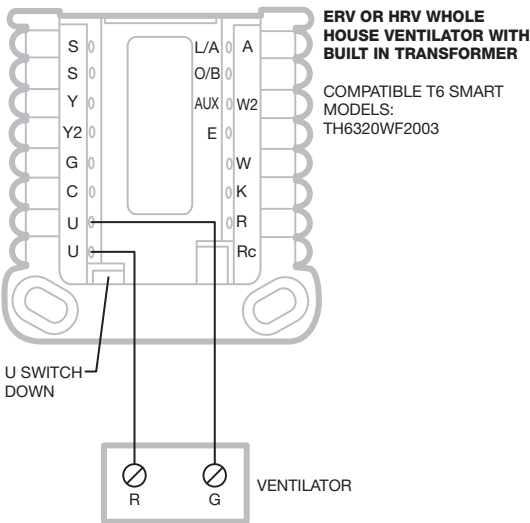 ERV OR HRV WHOLE
HOUSE VENTILATOR WITH
BUILT IN TRANSFORMER
COMPATIBLE T6 SMART
MODELS:
TH6320WF2003
S
S
Y
Y2
G
C
U
U
L/A A
O/B
AUX W2
E
W
K
R
Rc
U SWITCH
DOWN
R
G
VENTILATOR